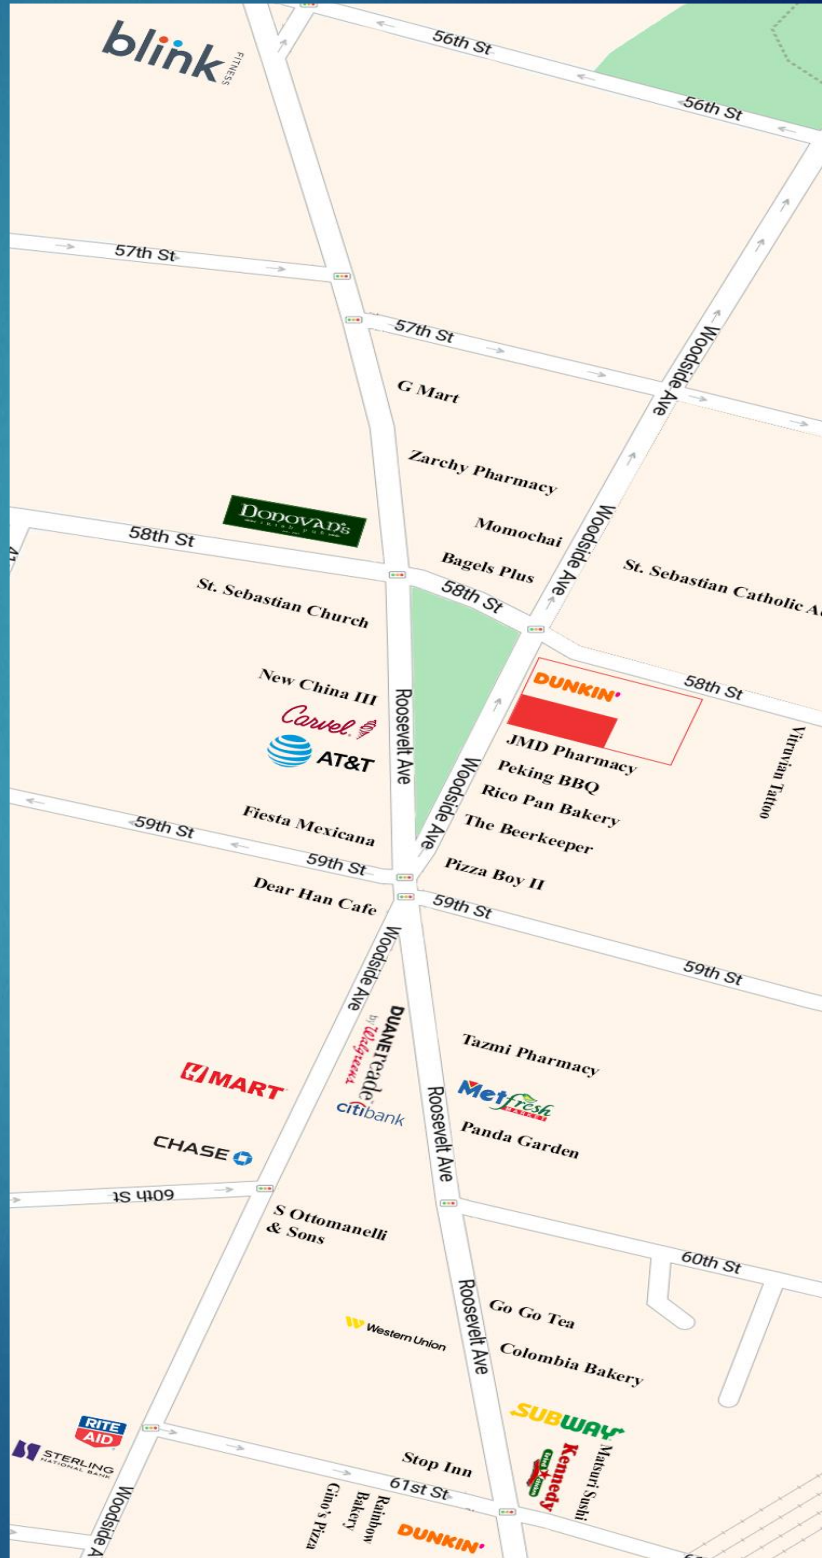 blink
FITNESS
56th St
56th St
57th St
57th St
Woodside Ave
G Mart
Zarchy Pharmacy
DONOVAN'S
Momochai
Woodside Ave
58th St
Bagels Plus
St. Sebastian Catholic A
St. Sebastian Church
58th St
58th St
New China III
Roosevelt Ave
DUNKIN'
Carvel
AT&T
JMD Pharmacy
Peking BBQ
Vitruvian Tattoo
Rico Pan Bakery
Woodside Ave
Fiesta Mexicana
59th St
The Beerkeeper
59th St
Pizza Boy II
Dear Han Cafe
59th St
Woodside Ave
59th St
DUANEreade
by Walgreens
Tazmi Pharmacy
H MART
Metfresh
MARKET
citibank
Roosevelt Ave
Panda Garden
CHASE
60th St
S Ottomanelli
& Sons
60th St
Roosevelt Ave
Go Go Tea
Western Union
Colombia Bakery
RITE
AID
SUBWAY
STERLING
NATIONAL BANK
Stop Inn
Kennedy
Matsuri Sushi
61st St
Woodside A
Gino's Pizza
Rainbow
Bakery
DUNKIN'